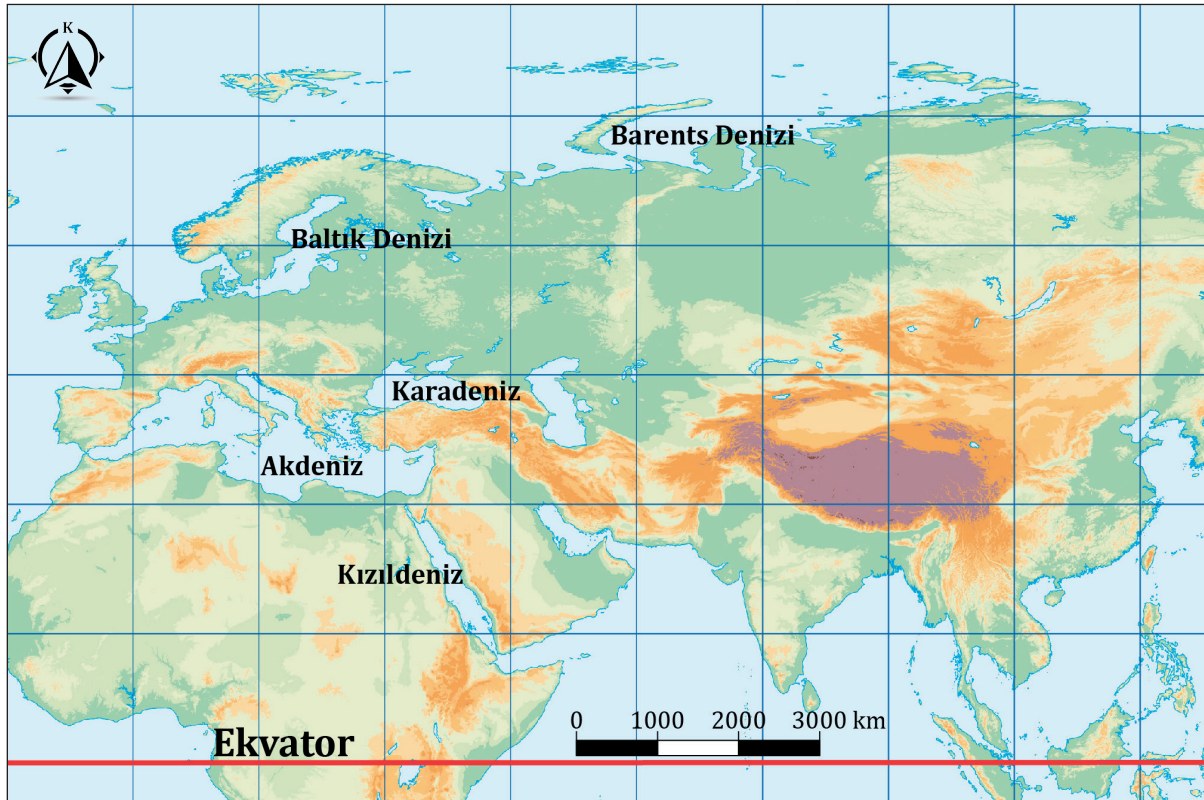 K
Barents Denizi
Baltık Denizi
Karadeniz
Akdeniz
Kızıldeniz
0 1000 2000 3000 km
Ekvator